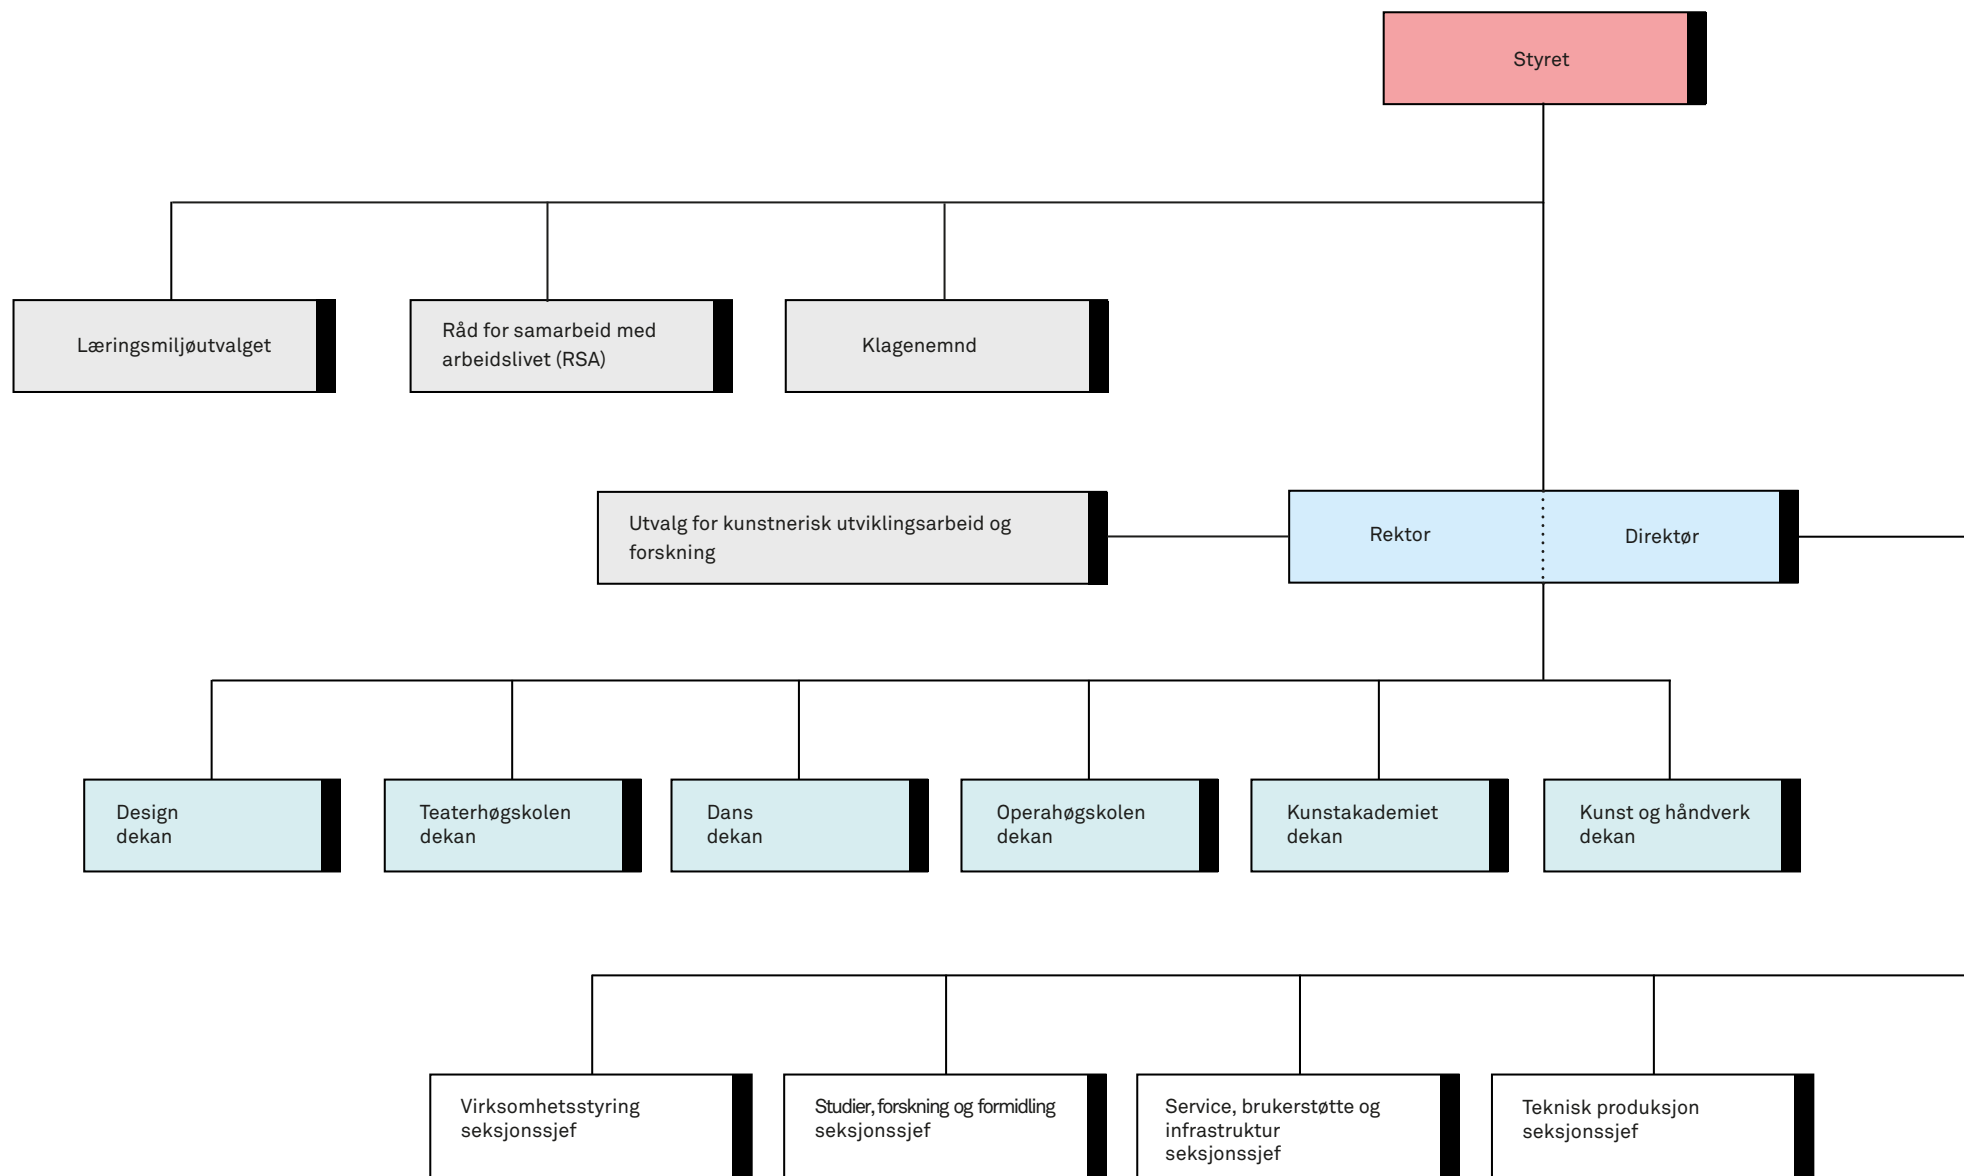 Styret
Læringsmiljøutvalget
Råd for samarbeid med
arbeidslivet (RSA)
Klagenemnd
Utvalg for kunstnerisk utviklingsarbeid og
forskning
Rektor
Direktør
Design
dekan
Teaterhøgskolen
dekan
Dans
dekan
Operahøgskolen
dekan
Kunstakademiet
dekan
Kunst og håndverk
dekan
Virksomhetsstyring
seksjonssjef
Studier, forskning og formidling
seksjonssjef
Service, brukerstøtte og
infrastruktur
seksjonssjef
Teknisk produksjon
seksjonssjef